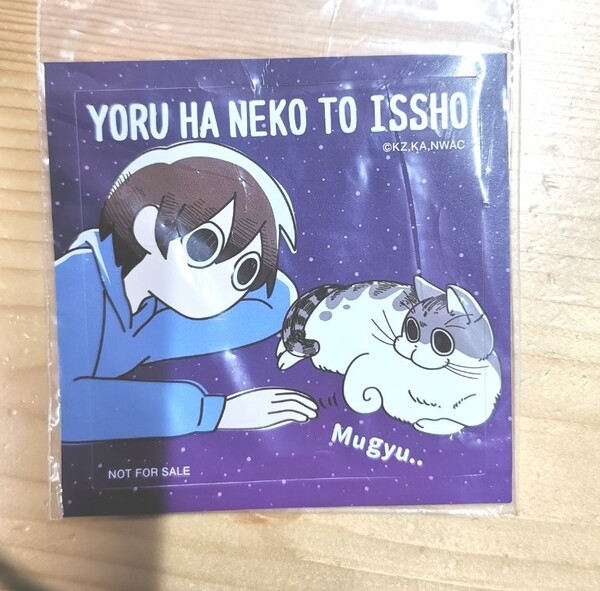 YORU HA NEKO TO ISSHO
©KZ,KA,NWAC
Mugyu..
NOT FOR SALE